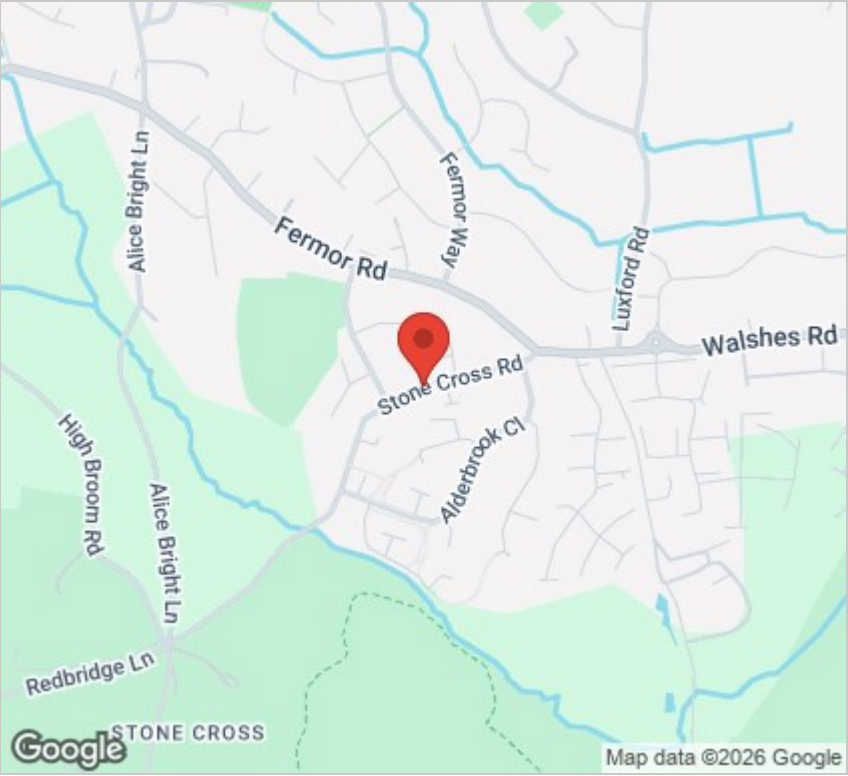 Alice Bright Ln
Fermor Way
Fermor Rd
Luxford Rd
Walshes Rd
Stone Cross Rd
Alderbrook Cl
High Broom Rd
Alice Bright Ln
Redbridge Ln
STONE CROSS
Google
Map data ©2026 Google